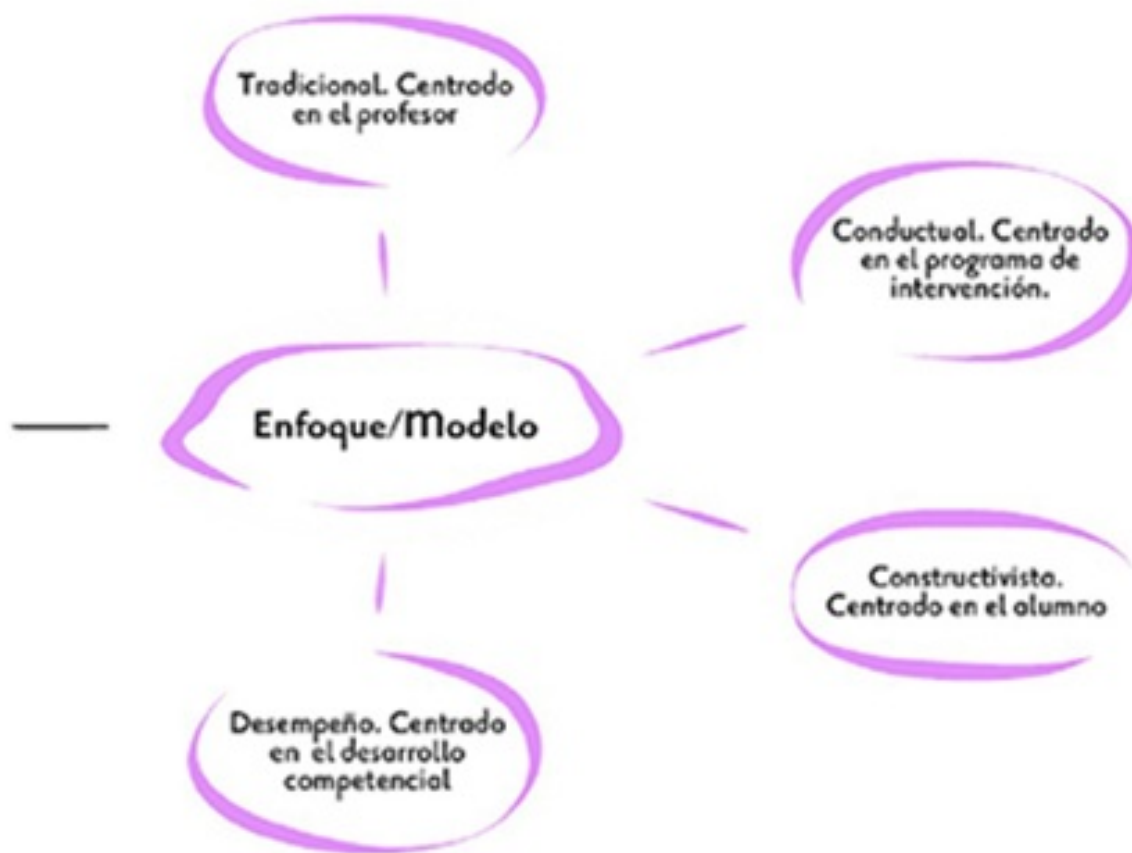 Tradicional. Centrado
en el profesor
Conductual. Centrado
en el programa de
intervención.
Enfoque/Modelo
Constructivista.
Centrado en el alumno
Desempeño. Centrado
en el desarrollo
competencial